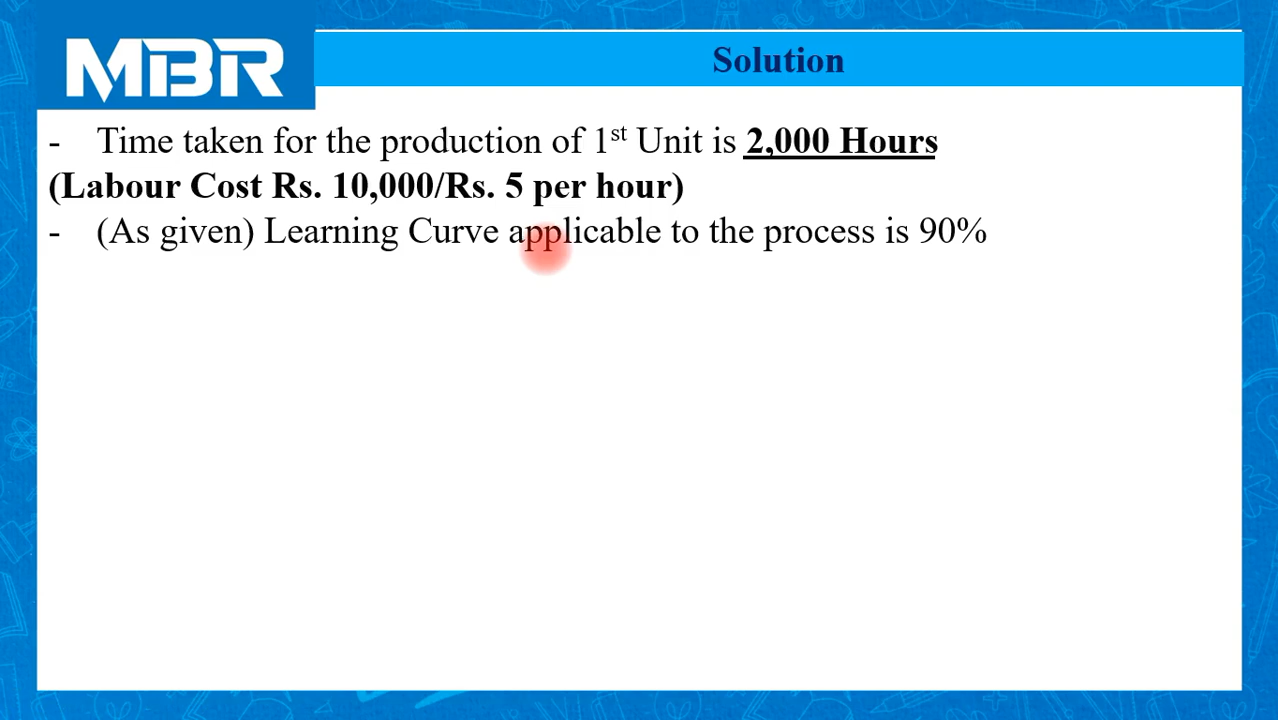 MBR
Solution
- Time taken for the production of 1st Unit is 2,000 Hours
(Labour Cost Rs. 10,000/Rs. 5 per hour)
- (As given) Learning Curve applicable to the process is 90%